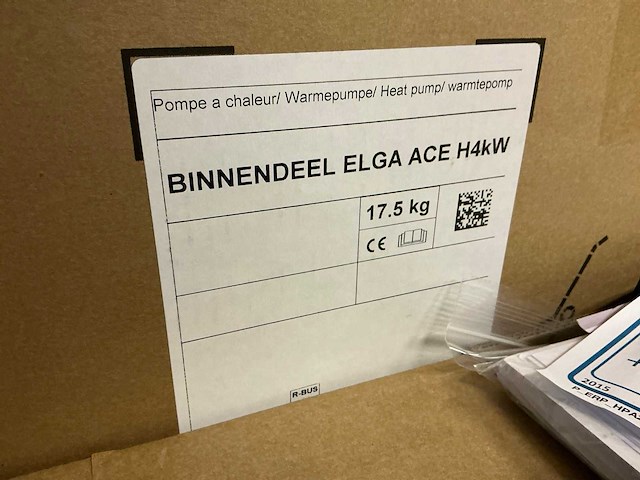 Pompe a chaleur/ Warmepumpe/ Heat pump/ warmtepomp
BINNENDEEL ELGA ACE H4kW
17.5 kg
CE
R-BUS
2015